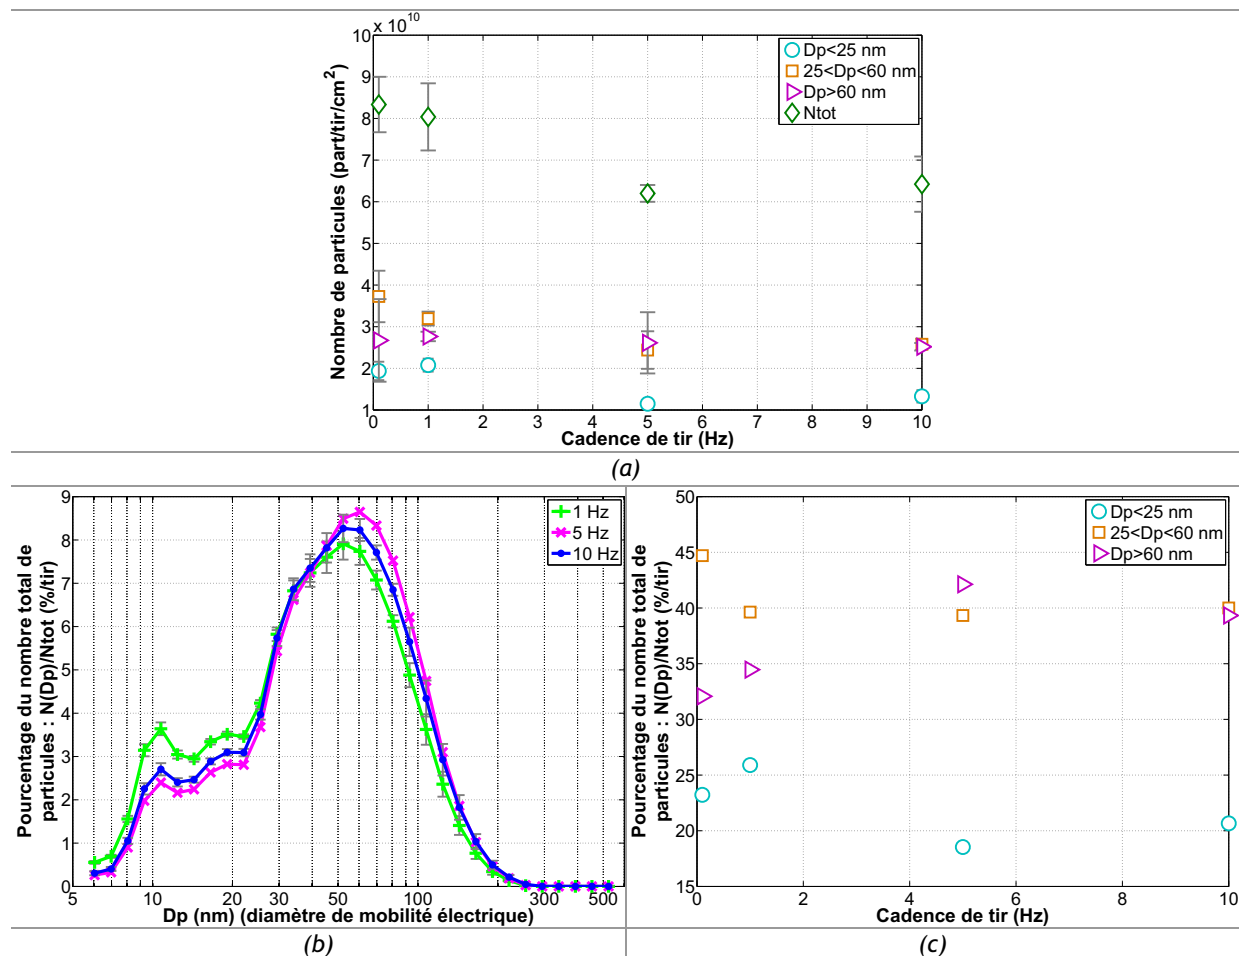 x 10^10
10
9
8
7
6
5
4
3
2
1
Nombre de particules (part/tir/cm^2)
Dp<25 nm
25<Dp<60 nm
Dp>60 nm
Ntot
0 1 2 3 4 5 6 7 8 9 10
Cadence de tir (Hz)
(a)
9
8
7
6
5
4
3
2
1
0
Pourcentage du nombre total de
particules : N(Dp)/Ntot (%/tir)
1 Hz
5 Hz
10 Hz
5 10 20 30 50 100 300 500
Dp (nm) (diamètre de mobilité électrique)
(b)
50
45
40
35
30
25
20
15
Pourcentage du nombre total de
particules : N(Dp)/Ntot (%/tir)
Dp<25 nm
25<Dp<60 nm
Dp>60 nm
0 2 4 6 8 10
Cadence de tir (Hz)
(c)